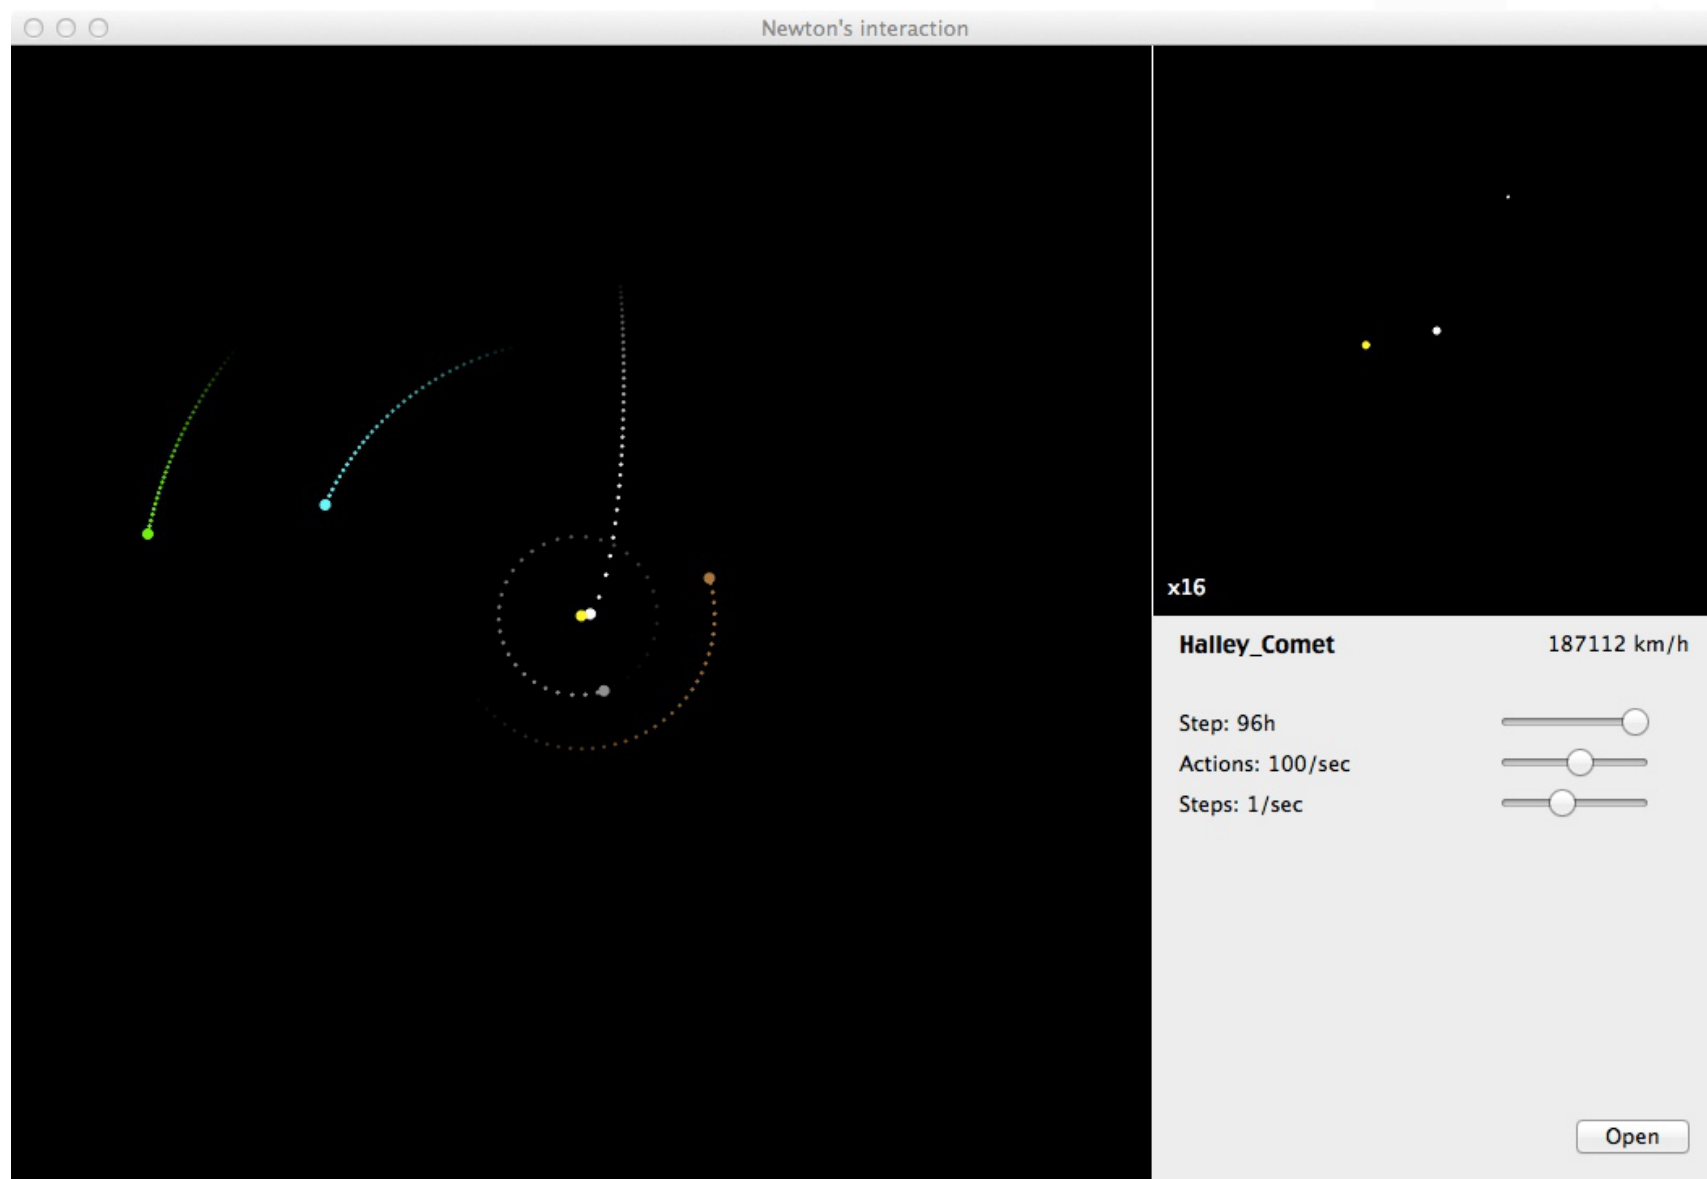 Newton's interaction
x16
Halley_Comet 187112 km/h
Step: 96h
Actions: 100/sec
Steps: 1/sec
Open